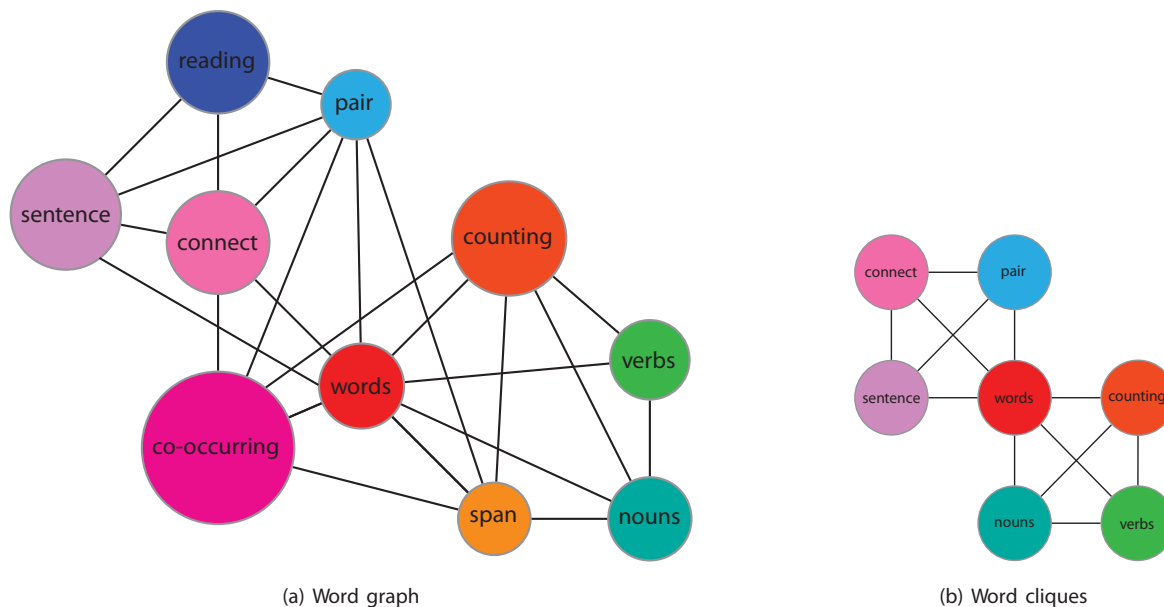 reading
pair
sentence
connect
counting
words
verbs
co-occurring
span
nouns
(a) Word graph
connect
pair
sentence
words
counting
nouns
verbs
(b) Word cliques